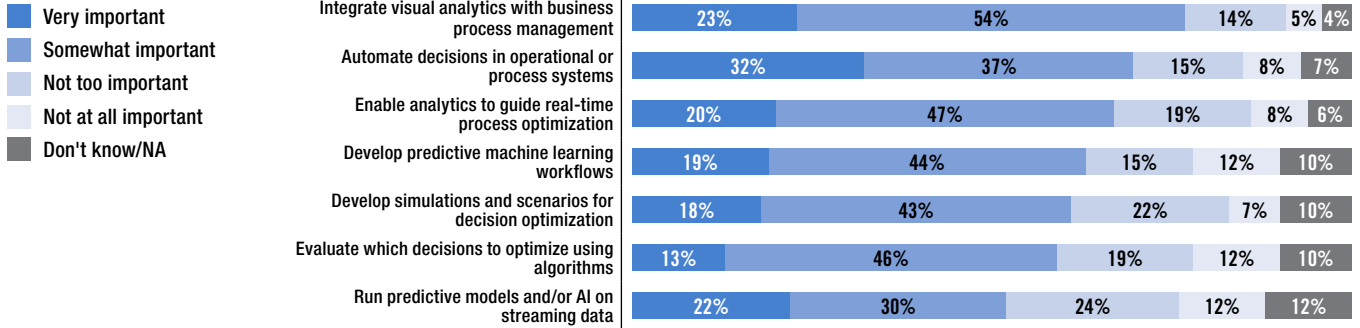 Very important
Somewhat important
Not too important
Not at all important
Don't know/NA
Integrate visual analytics with business
process management
23% 54% 14% 5% 4%
Automate decisions in operational or
process systems
32% 37% 15% 8% 7%
Enable analytics to guide real-time
process optimization
20% 47% 19% 8% 6%
Develop predictive machine learning
workflows
19% 44% 15% 12% 10%
Develop simulations and scenarios for
decision optimization
18% 43% 22% 7% 10%
Evaluate which decisions to optimize using
algorithms
13% 46% 19% 12% 10%
Run predictive models and/or AI on
streaming data
22% 30% 24% 12% 12%